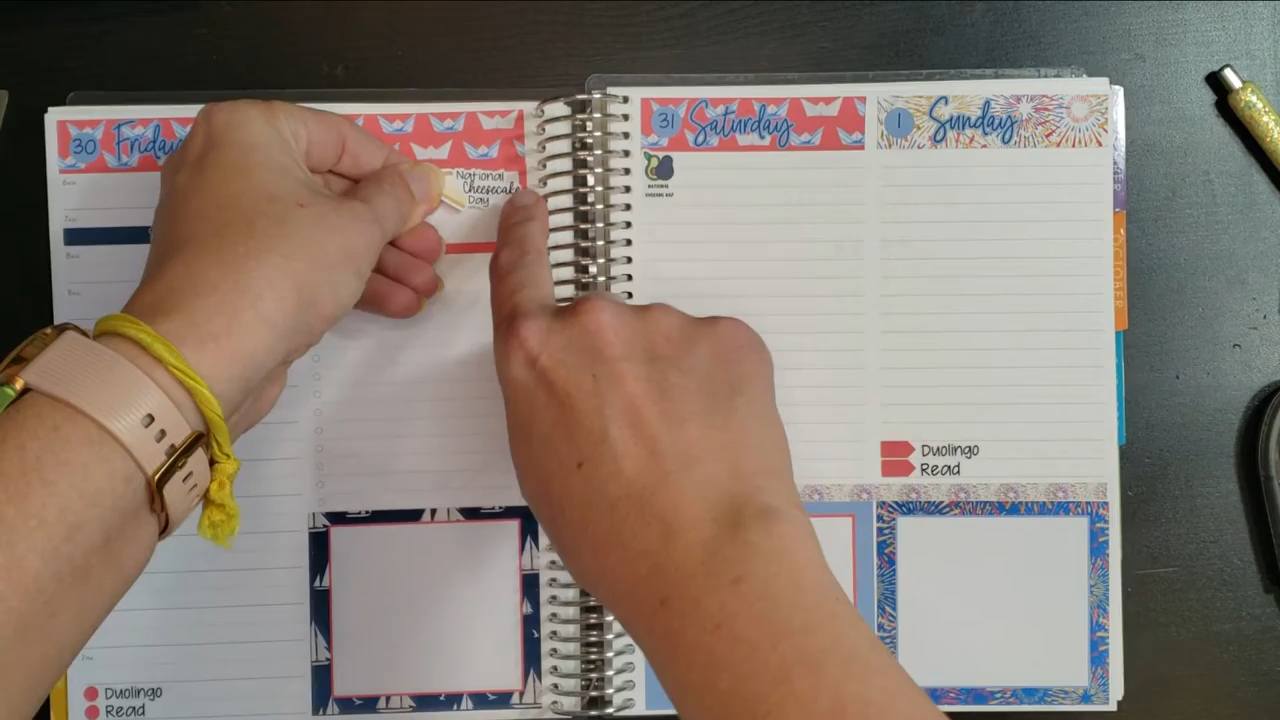 30 Friday
National
Cheesecake
Day
Duolingo
Read
31 Saturday
NATIONAL
AVOCADO DAY
1 Sunday
Duolingo
Read
OCTOBER